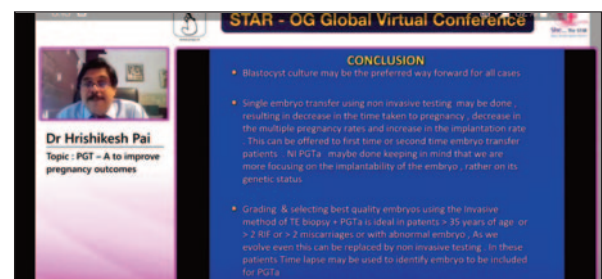 STAR - OG Global Virtual Conference
Dr Hrishikesh Pai
Topic : PGT – A to improve
pregnancy outcomes
CONCLUSION
Blastocyst culture may be the preferred way forward for all cases
Single embryo transfer using non invasive testing may be done ,
resulting in decrease in the time taken to pregnancy , decrease in
the multiple pregnancy rates and increase in the implantation rate
. This can be offered to first time or second time embryo transfer
patients . NI PGTa maybe done keeping in mind that we are
more focusing on the implantability of the embryo , rather on its
genetic status
Grading & selecting best quality embryos using the Invasive
method of TE biopsy + PGTa is ideal in patents > 35 years of age or
> 2 RIF or > 2 miscarriages or with abnormal embryo , As we
evolve even this can be replaced by non invasive testing . In these
patients Time lapse may be used to identify embryo to be included
for PGTa